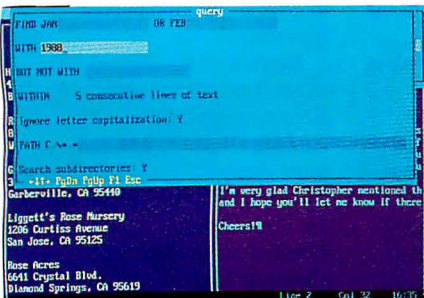 query
FIND JAN OR FEB
WITH 1988
BUT NOT WITH
WITHIN 5 consecutive lines of text
Ignore letter capitalization: Y
PATH C:\*.*
Search subdirectories: Y
PgDn PgUp F1 Esc
Garberville, CA 95440
Liggett's Rose Nursery
1206 Curtiss Avenue
San Jose, CA 95125
Rose Acres
6641 Crystal Blvd.
Diamond Springs, CA 95619
I'm very glad Christopher mentioned th
and I hope you'll let me know if there
Cheers!¶
Line 2 Col 32 16:35